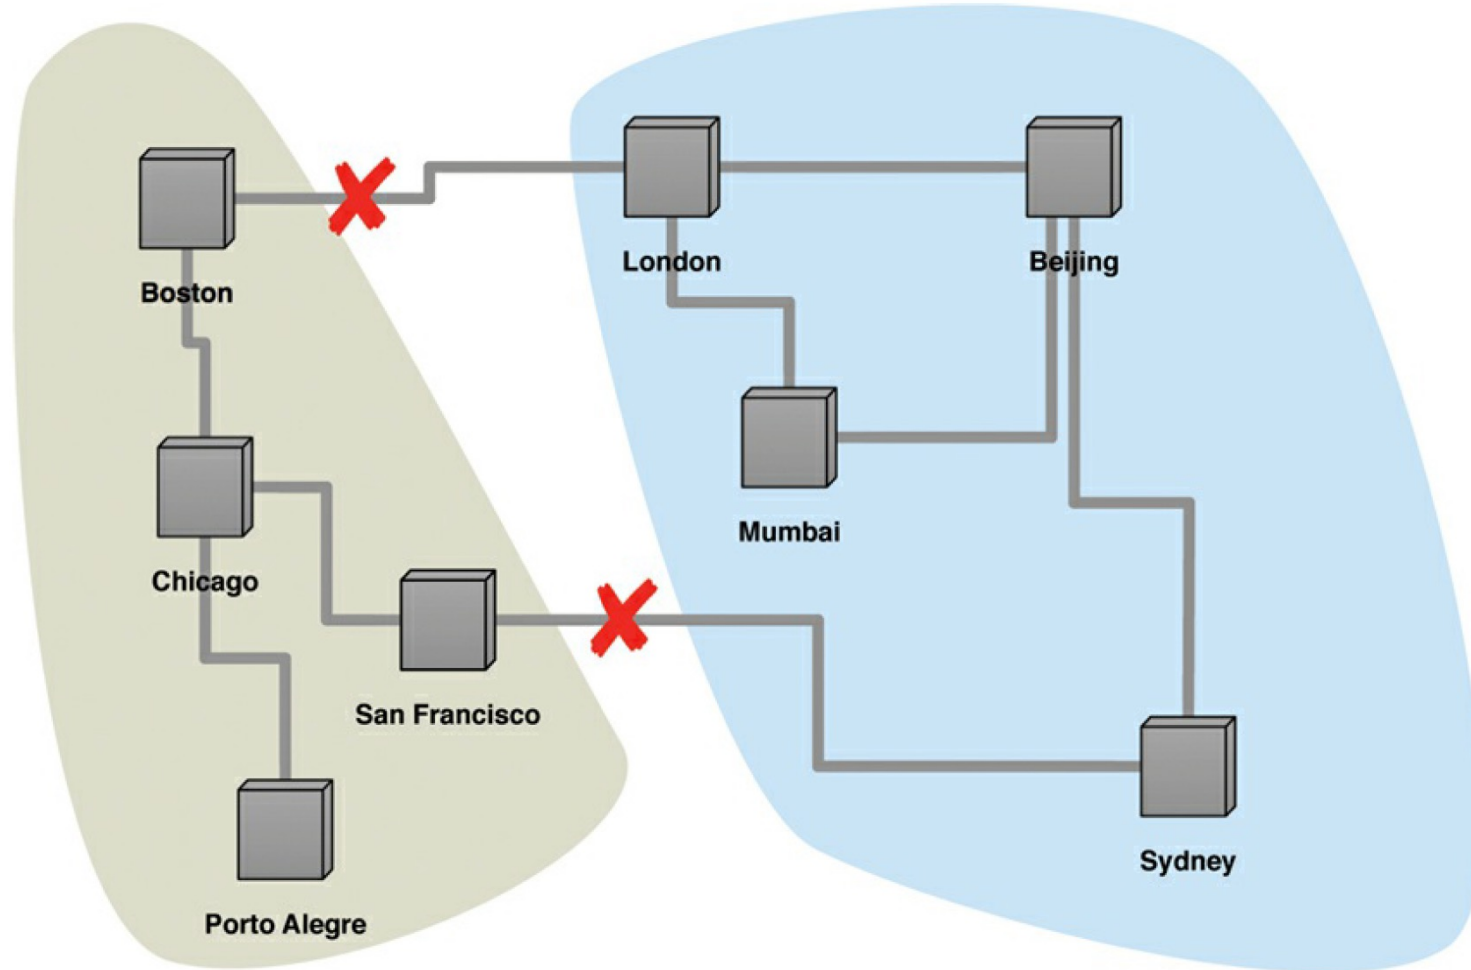 London
Beijing
Boston
Mumbai
Chicago
San Francisco
Sydney
Porto Alegre